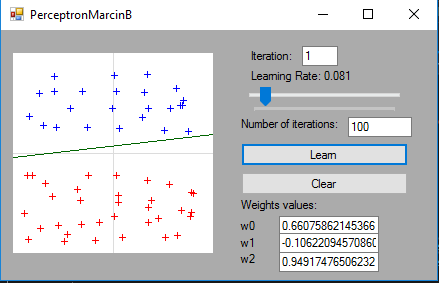 PerceptronMarcinB
Iteration: 1
Learning Rate: 0.081
Number of iterations: 100
Learn
Clear
Weights values:
w0 0.66075862145366
w1 -0.1062209457086
w2 0.94917476506232